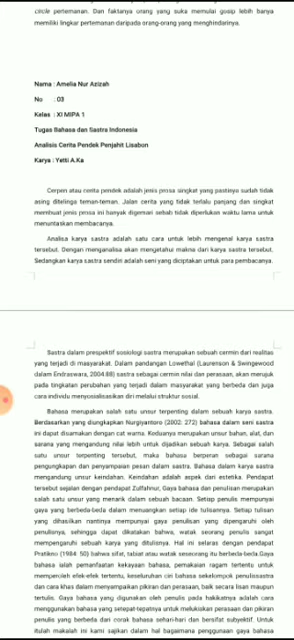 circle pertemanan. Dan faktanya orang yang suka memulai gosip lebih banya
memiliki lingkar pertemanan daripada orang-orang yang menghindarinya.
Nama : Amelia Nur Azizah
No : 03
Kelas : XI MIPA 1
Tugas Bahasa dan Sastra Indonesia
Analisis Cerita Pendek Penjahit Lisabon
Karya : Yetti A.Ka
Cerpen atau cerita pendek adalah jenis prosa singkat yang pastinya sudah tidak
asing ditelinga teman-teman. Jalan cerita yang tidak terlalu panjang dan singkat
membuat jenis prosa ini banyak digemari sebab tidak diperlukan waktu lama untuk
menuntaskan membacanya.
Analisa karya sastra adalah satu cara untuk lebih mengenal karya sastra
tersebut. Dengan menganalisa akan mengetahui makna dari karya sastra tersebut.
Sedangkan karya sastra sendiri adalah seni yang diciptakan untuk para pembacanya.
Sastra dalam prespektif sosiologi sastra merupakan sebuah cermin dari realitas
yang terjadi di masyarakat. Dalam pandangan Lowethal (Laurenson & Swingewood
dalam Endraswara, 2004:88) sastra sebagai cermin nilai dan perasaan, akan merujuk
pada tingkatan perubahan yang terjadi dalam masyarakat yang berbeda dan juga
cara individu menyosialisasikan diri melalui struktur sosial.
Bahasa merupakan salah satu unsur terpenting dalam sebuah karya sastra.
Berdasarkan yang diungkapkan Nurgiyantoro (2002: 272) bahasa dalam seni sastra
ini dapat disamakan dengan cat warna. Keduanya merupakan unsur bahan, alat, dan
sarana yang mengandung nilai lebih untuk dijadikan sebuah karya. Sebagai salah
satu unsur terpenting tersebut, maka bahasa berperan sebagai sarana
pengungkapan dan penyampaian pesan dalam sastra. Bahasa dalam karya sastra
mengandung unsur keindahan. Keindahan adalah aspek dari estetika. Pendapat
tersebut sejalan dengan pendapat Zulfahnur, Gaya bahasa dan penulisan merupakan
salah satu unsur yang menarik dalam sebuah bacaan. Setiap penulis mempunyai
gaya yang berbeda-beda dalam menuangkan setiap ide tulisannya. Setiap tulisan
yang dihasilkan nantinya mempunyai gaya penulisan yang dipengaruhi oleh
penulisnya, sehingga dapat dikatakan bahwa, watak seorang penulis sangat
mempengaruhi sebuah karya yang ditulisnya. Hal ini selaras dengan pendapat
Pratikno (1984: 50) bahwa sifat, tabiat atau watak seseorang itu berbeda-beda.Gaya
bahasa ialah pemanfaatan kekayaan bahasa, pemakaian ragam tertentu untuk
memperoleh efek-efek tertentu, keseluruhan ciri bahasa sekelompok penulissastra
dan cara khas dalam menyampaikan pikiran dan perasaan, baik secara lisan maupun
tertulis. Gaya bahasa yang digunakan oleh penulis pada hakikatnya adalah cara
menggunakan bahasa yang setepat-tepatnya untuk melukiskan perasaan dan pikiran
penulis yang berbeda dari corak bahasa sehari-hari dan bersifat subyektif. Untuk
itulah makalah ini kami sajikan dalam hal bagaimana penggunaan gaya bahasa